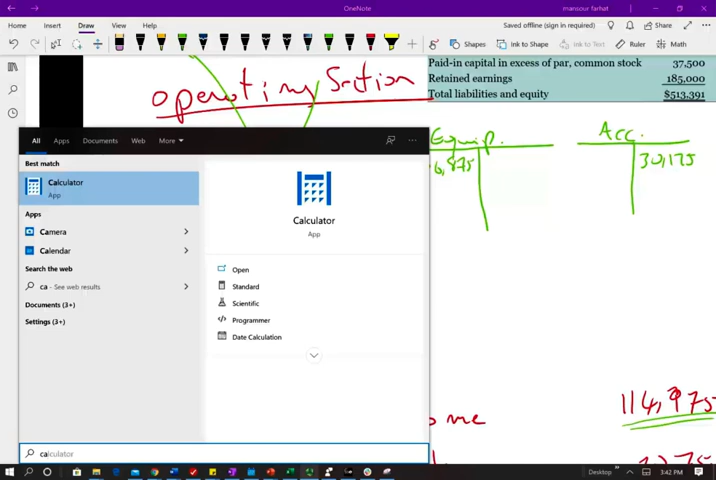 OneNote
mansour farhat
Home Insert Draw View Help
Saved offline (sign in required) Share
Shapes Ink to Shape Ink to Text Ruler Math
operating Section
Paid-in capital in excess of par, common stock 37,500
Retained earnings 185,000
Total liabilities and equity $513,391
All Apps Documents Web More
Best match
Calculator
App
Apps
Camera
Calendar
Search the web
ca - See web results
Documents (3+)
Settings (3+)
Calculator
App
Open
Standard
Scientific
Programmer
Date Calculation
Equip.
Acc.
30,175
114,975
calculator
Desktop
3:42 PM